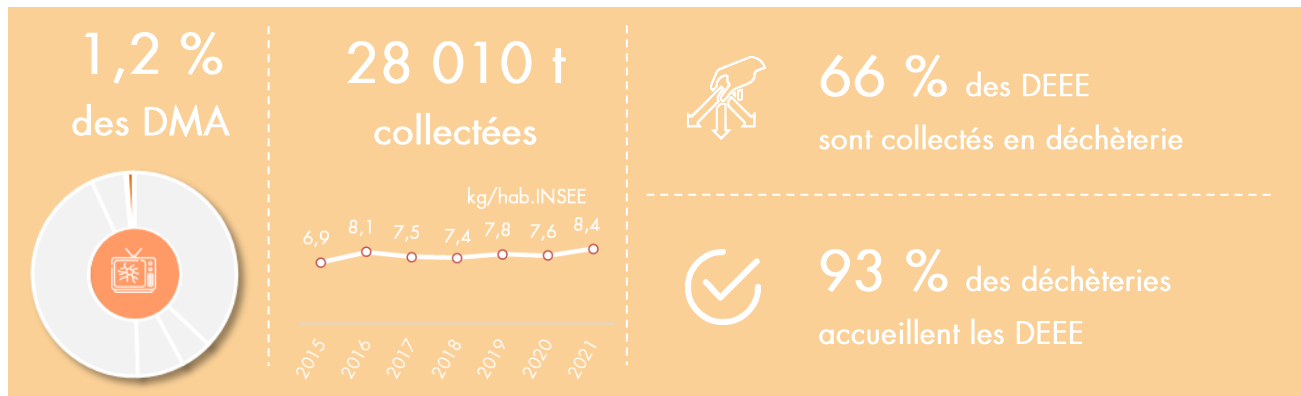 1,2 %
des DMA
28 010 t
collectées
kg/hab.INSEE
6,9 8,1 7,5 7,4 7,8 7,6 8,4
2015 2016 2017 2018 2019 2020 2021
66 % des DEEE
sont collectés en déchèterie
93 % des déchèteries
accueillent les DEEE